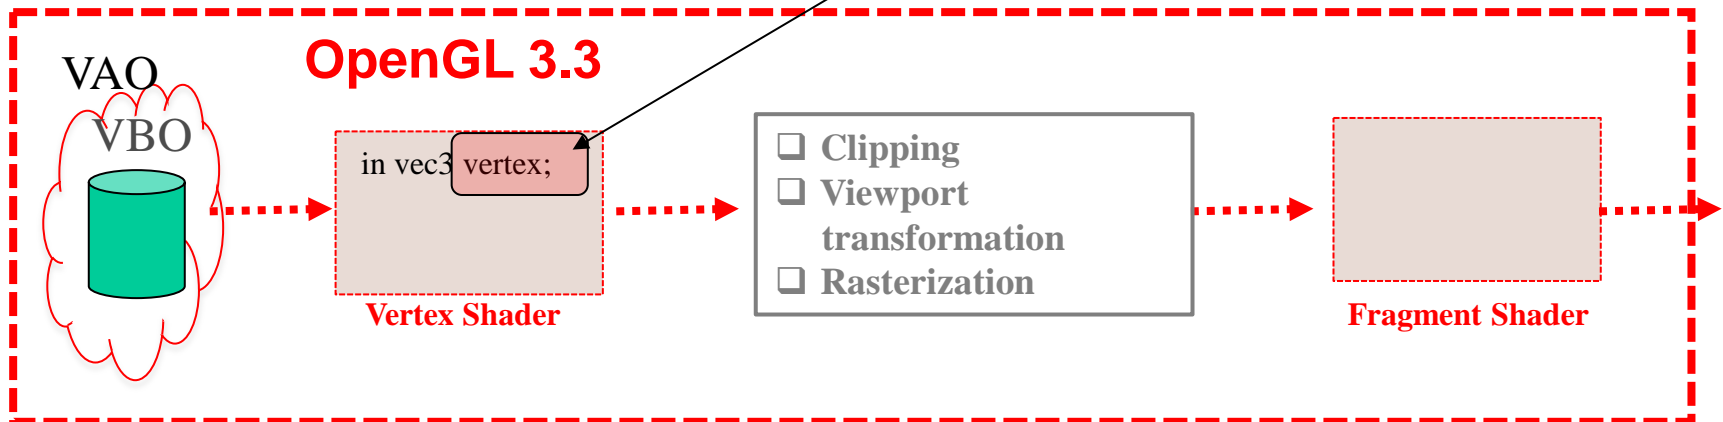 OpenGL 3.3
VAO
VBO
in vec3 vertex;
Vertex Shader
❑ Clipping
❑ Viewport
transformation
❑ Rasterization
Fragment Shader